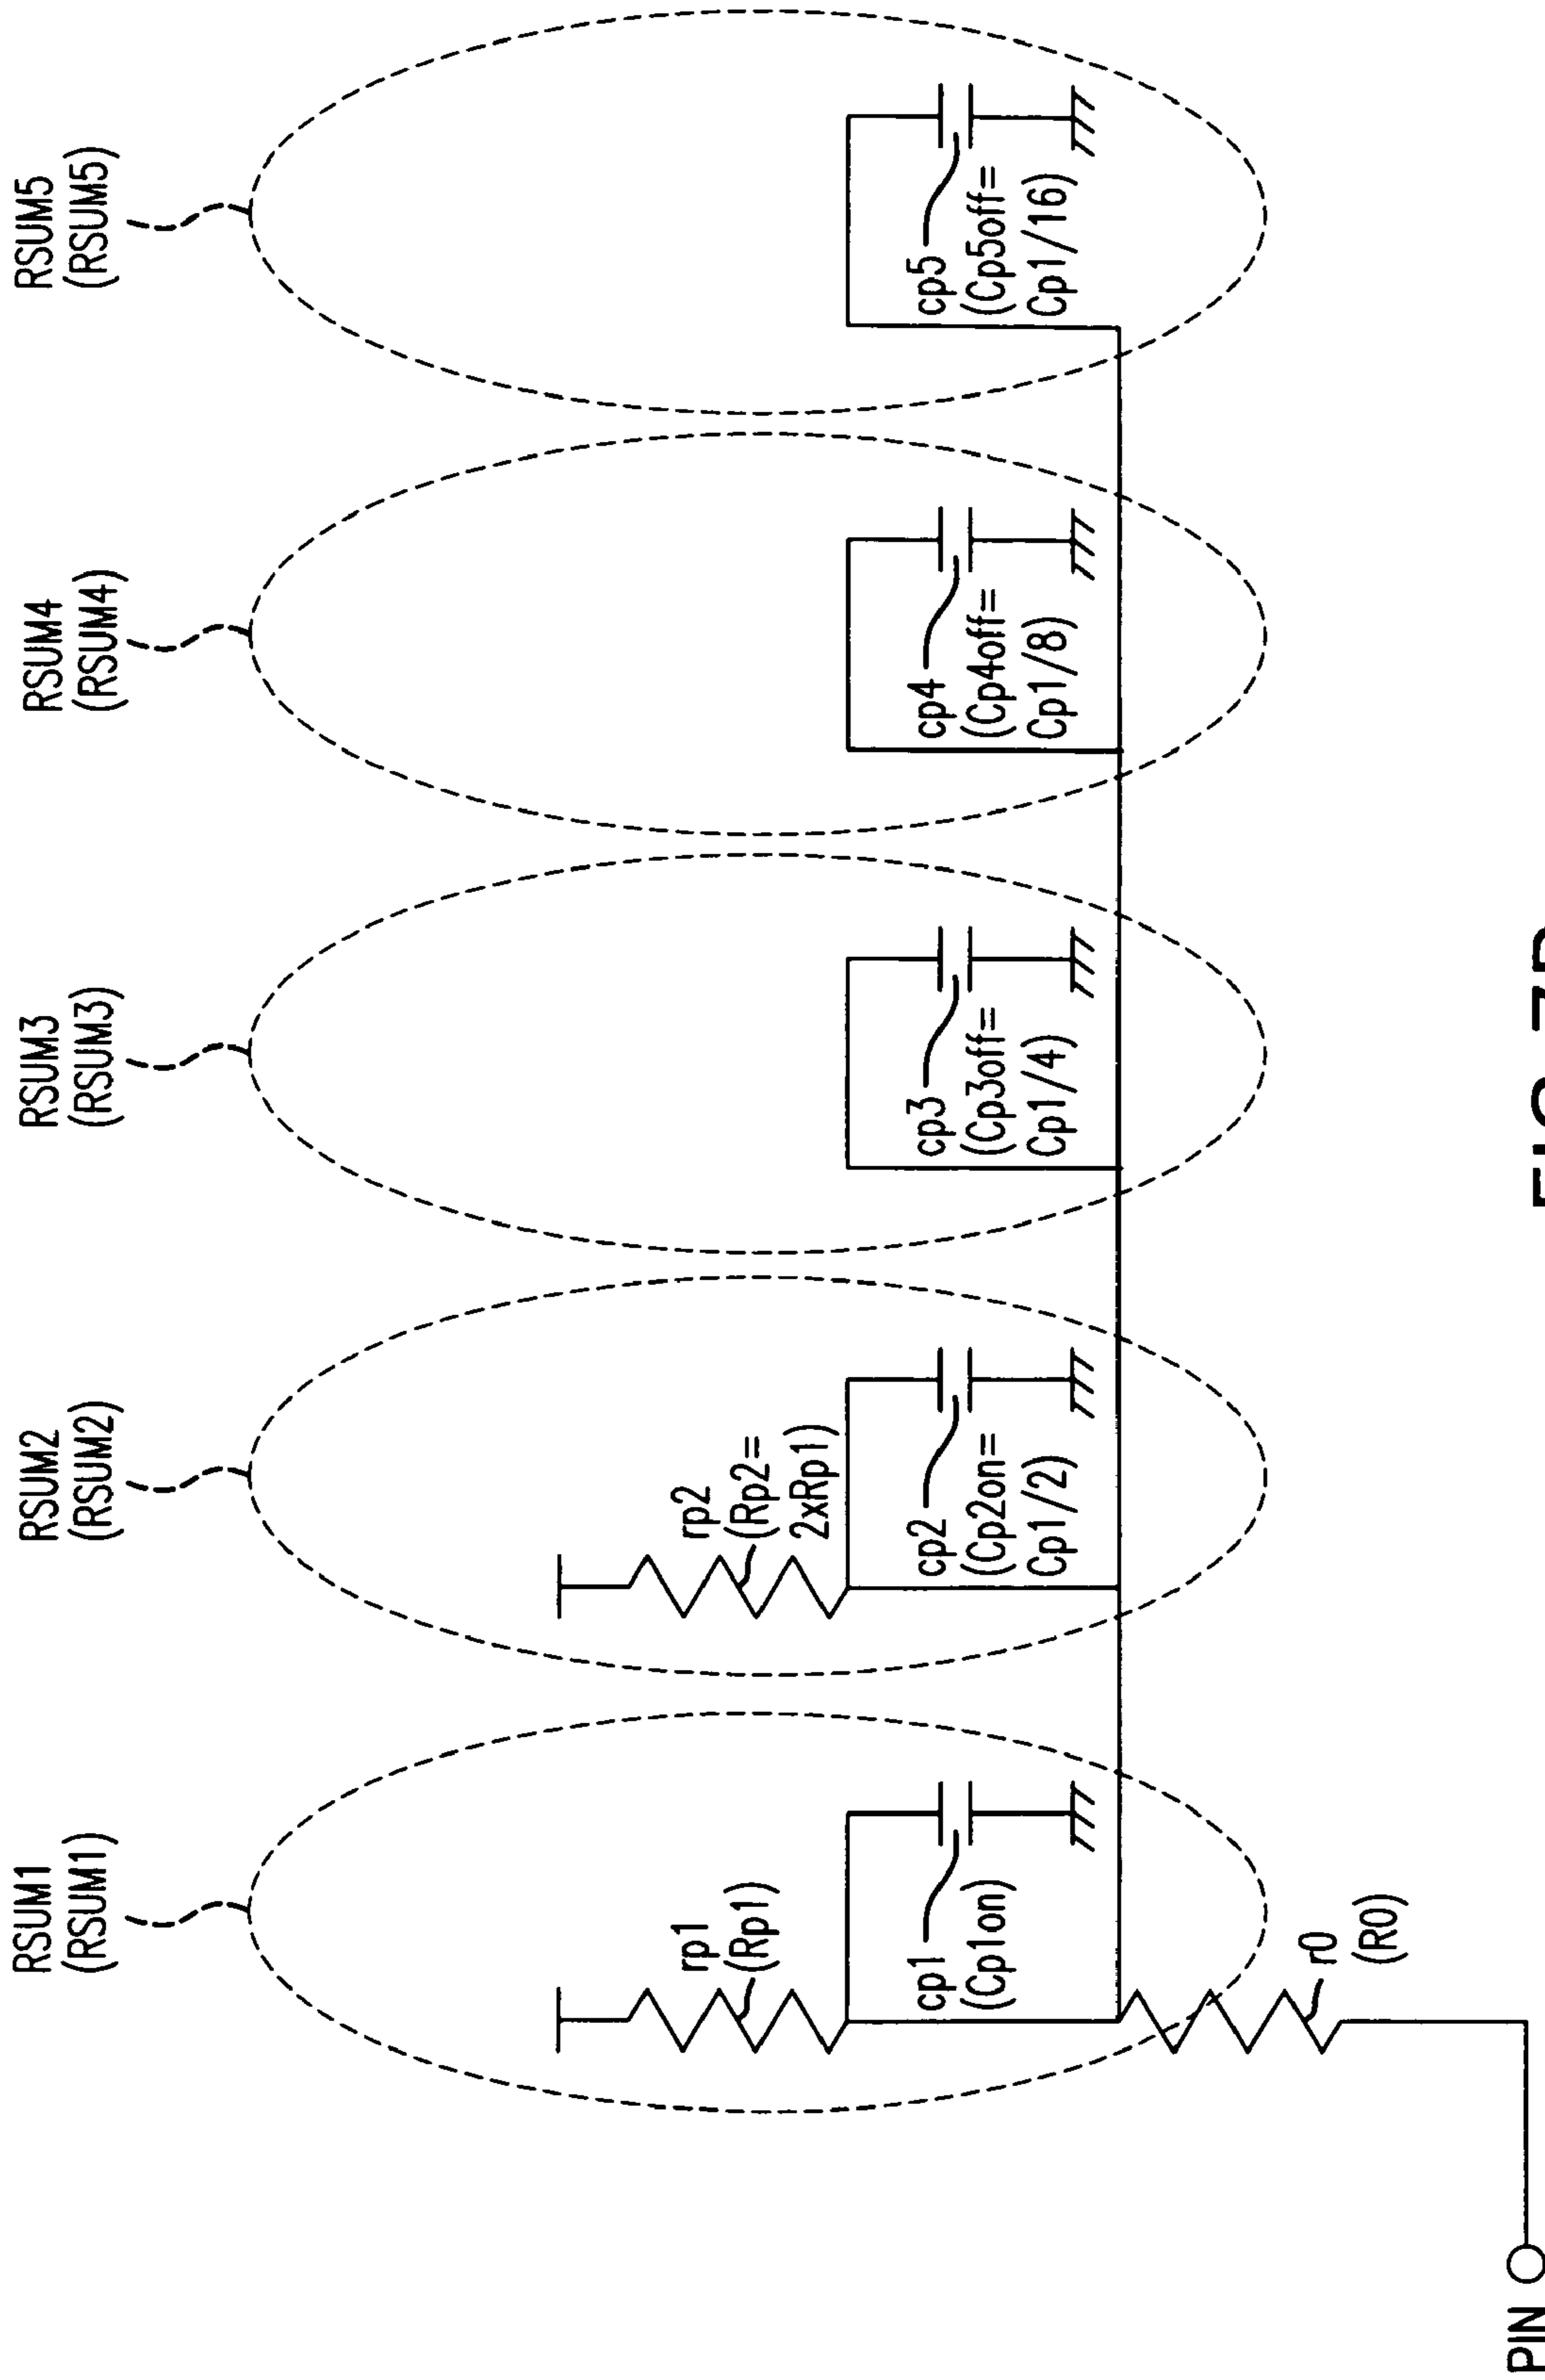 RSUM1
(RSUM1)
RSUM2
(RSUM2)
RSUM3
(RSUM3)
RSUM4
(RSUM4)
RSUM5
(RSUM5)
rp1
(Rp1)
rp2
(Rp2=
2xRp1)
cp1
(Cp1on)
cp2
(Cp2on=
Cp1/2)
cp3
(Cp3off=
Cp1/4)
cp4
(Cp4off=
Cp1/8)
cp5
(Cp5off=
Cp1/16)
r0
(R0)
PIN